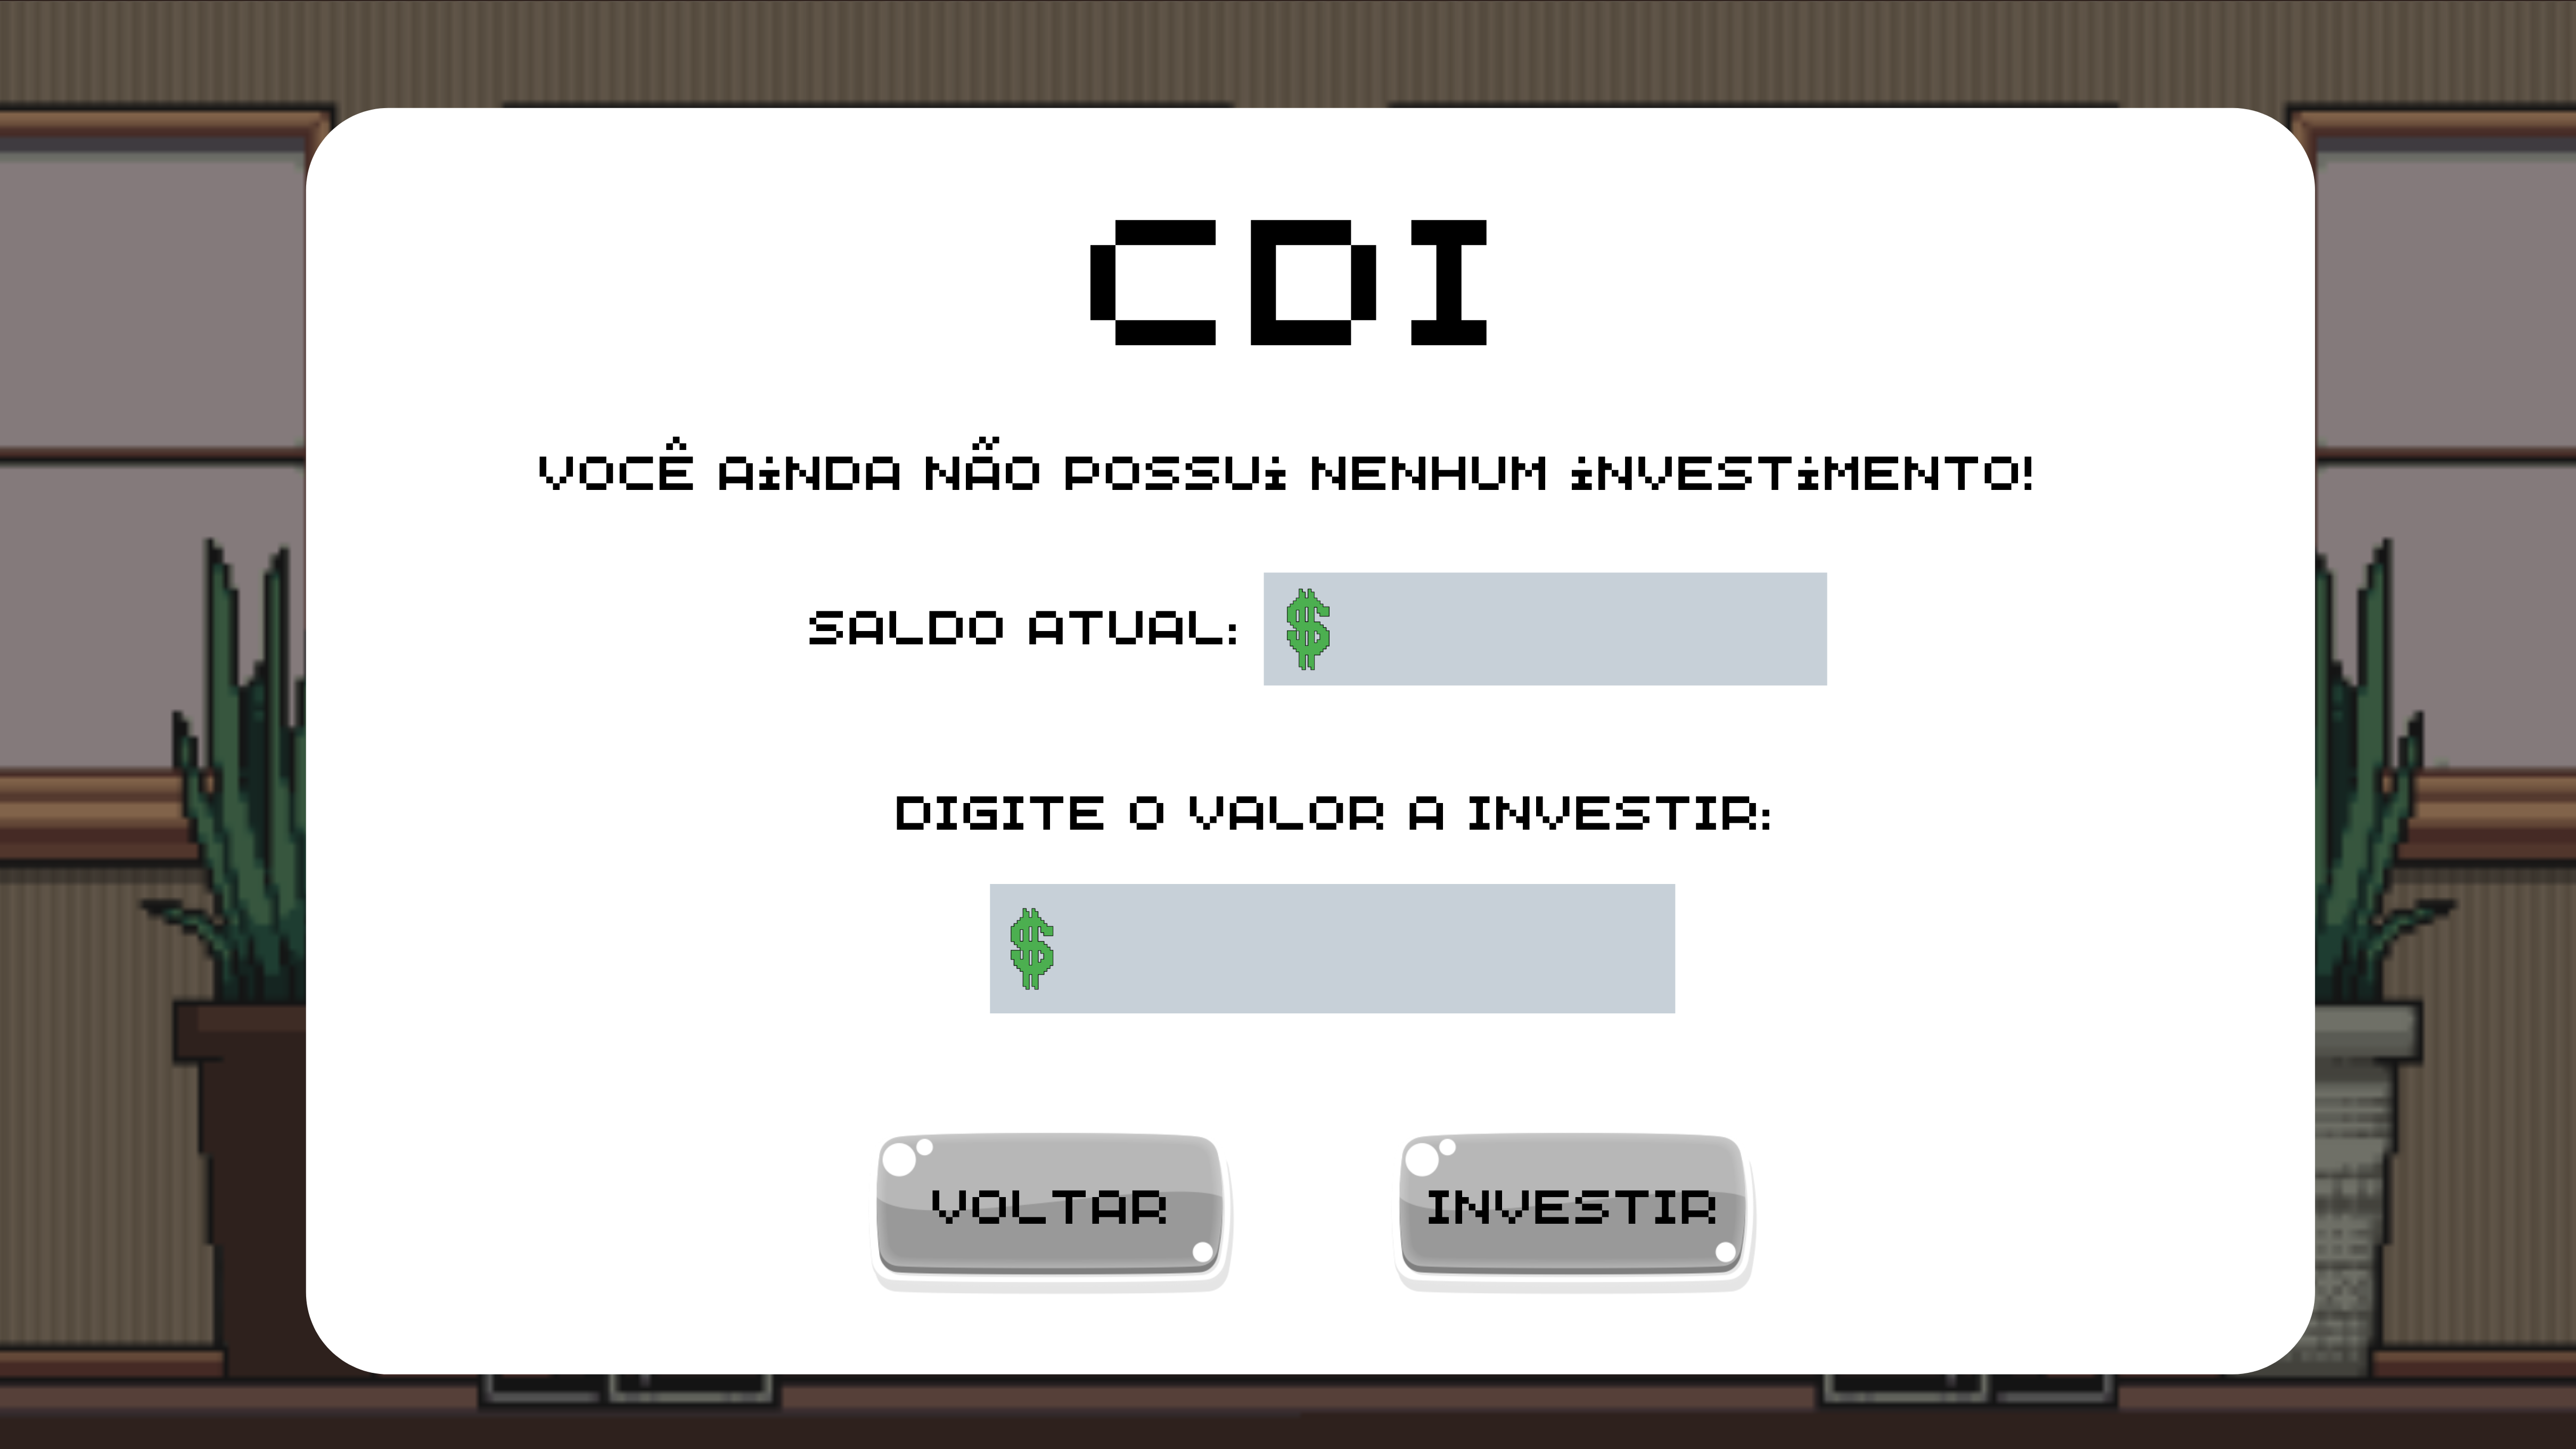 CDI
VOCÊ AiNDA NÃO POSSUi NENHUM iNVESTiMENTO!
SALDO ATUAL: $
DIGITE O VALOR A INVESTIR:
$
VOLTAR INVESTIR